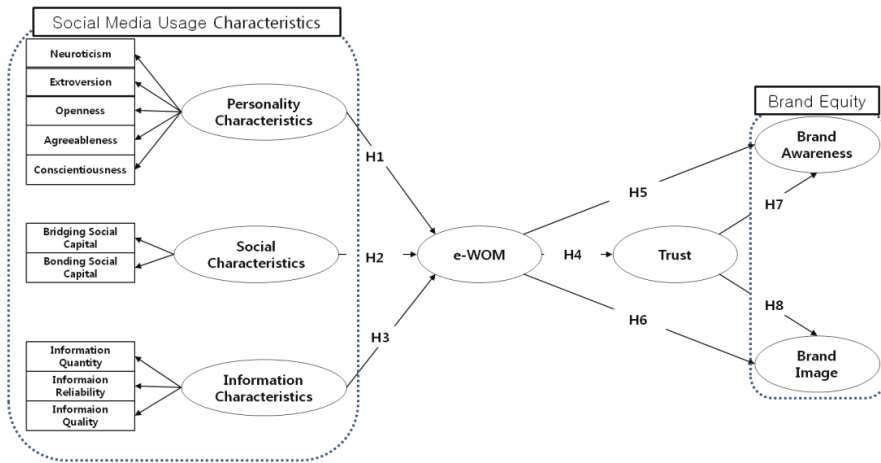 Social Media Usage Characteristics
Neuroticism
Extroversion
Openness
Agreeableness
Conscientiousness
Personality
Characteristics
H1
Bridging Social
Capital
Bonding Social
Capital
Social
Characteristics
H2
Information
Quantity
Informaion
Reliability
Informaion
Quality
Information
Characteristics
H3
e-WOM
H5
H4
H6
Trust
Brand Equity
Brand
Awareness
H7
H8
Brand
Image